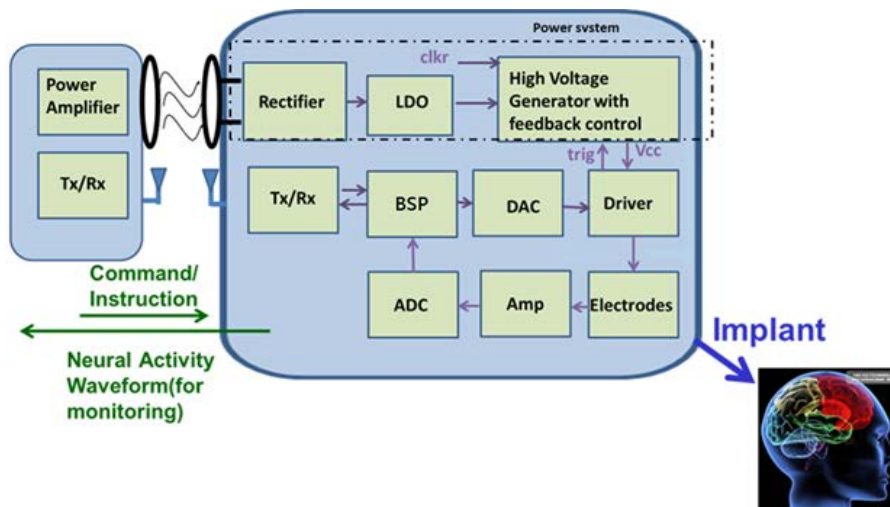 Power system
clkr
Power
Amplifier
Rectifier
LDO
High Voltage
Generator with
feedback control
trig
Vcc
Tx/Rx
Tx/Rx
BSP
DAC
Driver
Command/
Instruction
ADC
Amp
Electrodes
Neural Activity
Waveform(for
monitoring)
Implant